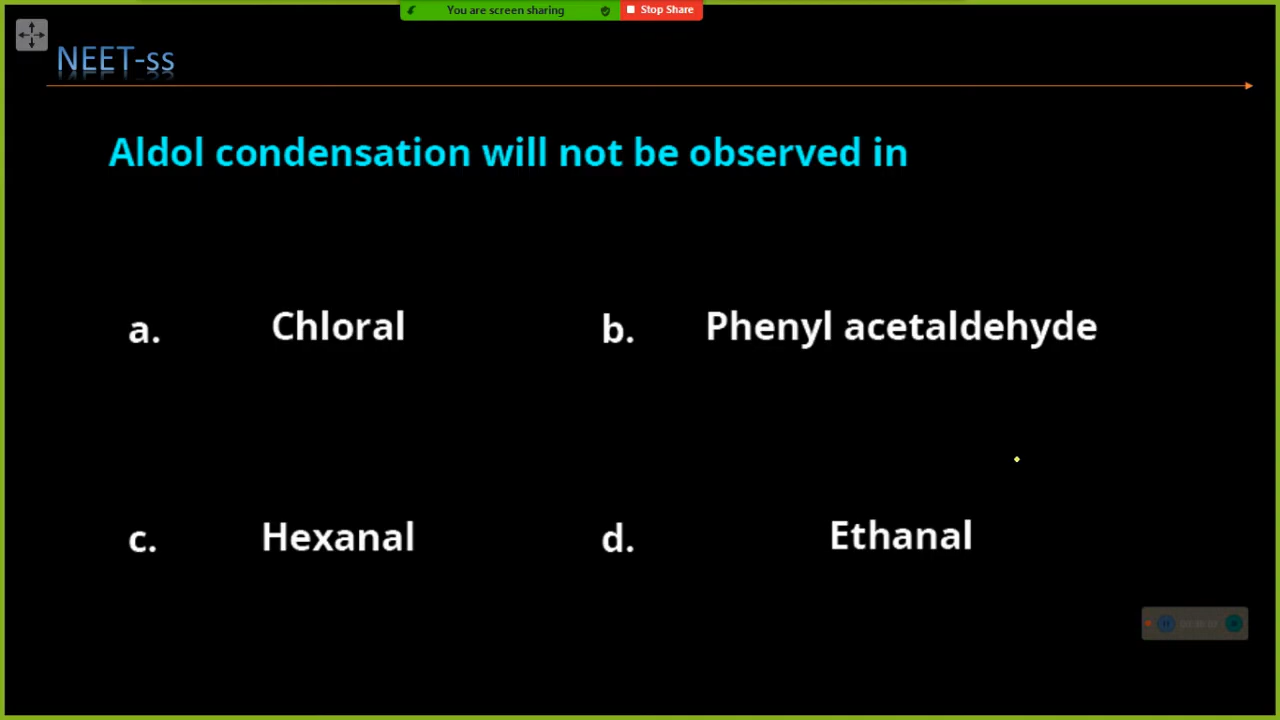 You are screen sharing Stop Share
NEET-ss
Aldol condensation will not be observed in
a. Chloral b. Phenyl acetaldehyde
c. Hexanal d. Ethanal